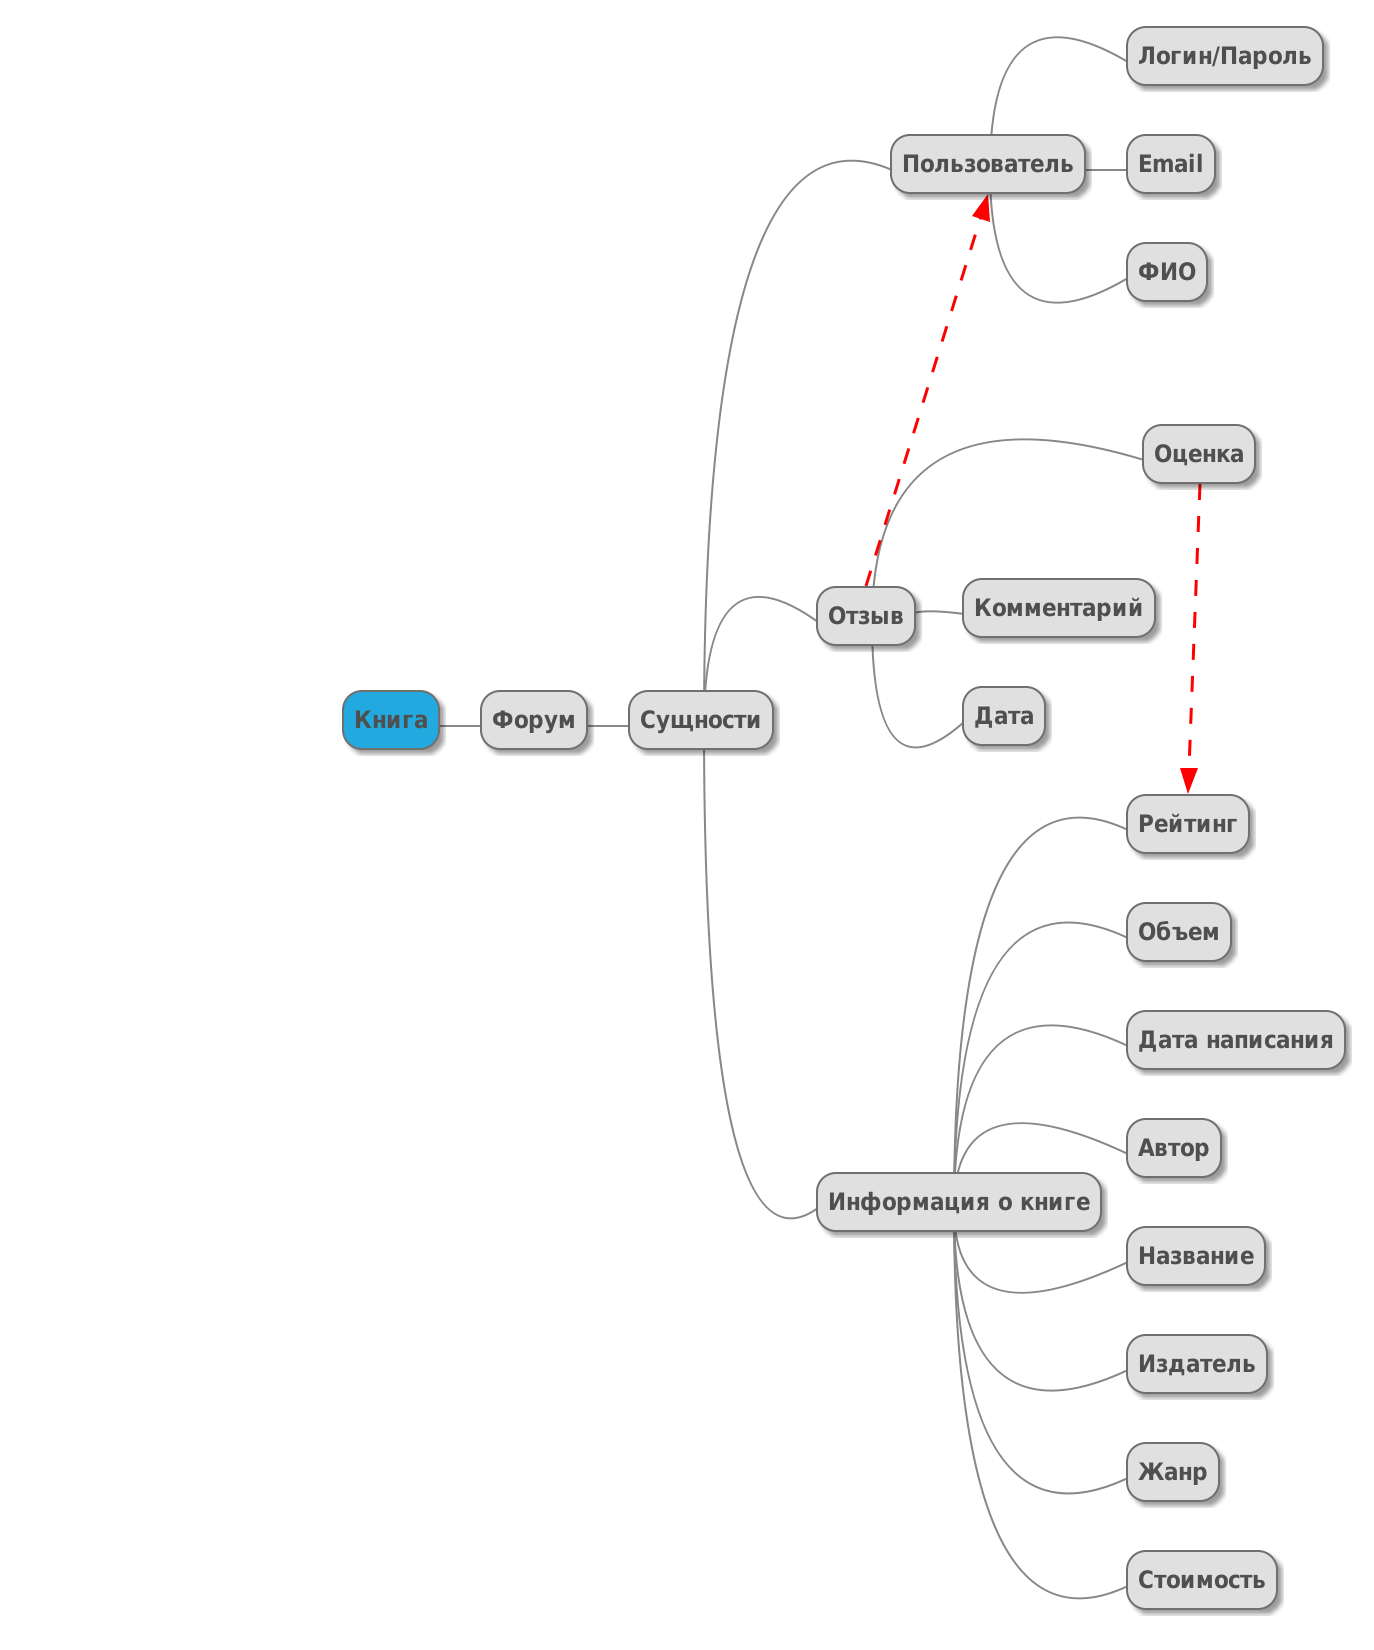 Книга
Форум
Сущности
Пользователь
Логин/Пароль
Email
ФИО
Отзыв
Оценка
Комментарий
Дата
Информация о книге
Рейтинг
Объем
Дата написания
Автор
Название
Издатель
Жанр
Стоимость